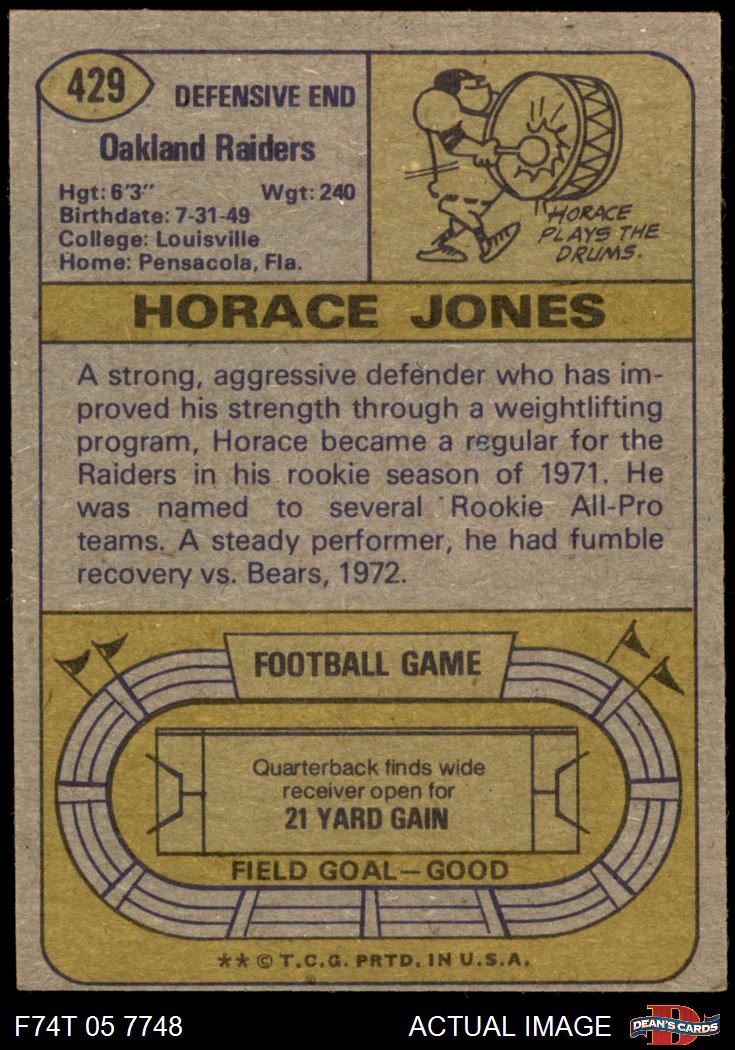 429
DEFENSIVE END
Oakland Raiders
Hgt: 6'3" Wgt: 240
Birthdate: 7-31-49
College: Louisville
Home: Pensacola, Fla.
HORACE
PLAYS THE
DRUMS.
HORACE JONES
A strong, aggressive defender who has im-
proved his strength through a weightlifting
program, Horace became a regular for the
Raiders in his rookie season of 1971. He
was named to several Rookie All-Pro
teams. A steady performer, he had fumble
recovery vs. Bears, 1972.
FOOTBALL GAME
Quarterback finds wide
receiver open for
21 YARD GAIN
FIELD GOAL—GOOD
** © T.C.G. PRTD. IN U.S.A.
F74T 05 7748 ACTUAL IMAGE DEAN'S CARDS